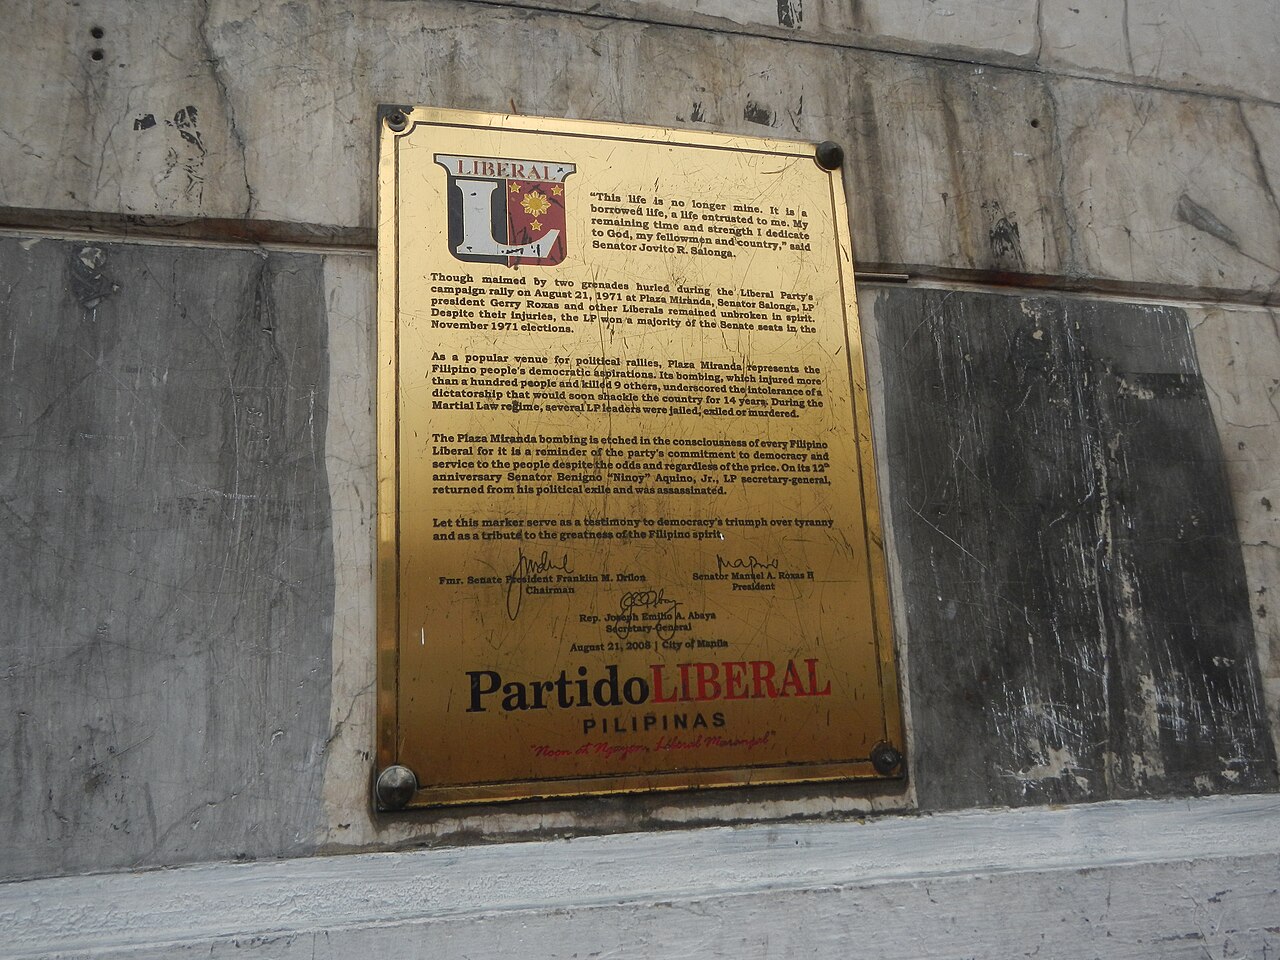 LIBERAL
L
“This life is no longer mine. It is a
borrowed life, a life entrusted to me. My
remaining time and strength I dedicate
to God, my fellowmen and country,” said
Senator Jovito R. Salonga.
Though maimed by two grenades hurled during the Liberal Party's
campaign rally on August 21, 1971 at Plaza Miranda, Senator Salonga, LP
president Gerry Roxas and other Liberals remained unbroken in spirit.
Despite their injuries, the LP won a majority of the Senate seats in the
November 1971 elections.
As a popular venue for political rallies, Plaza Miranda represents the
Filipino people's democratic aspirations. Its bombing, which injured more
than a hundred people and killed 9 others, underscored the intolerance of a
dictatorship that would soon shackle the country for 14 years. During the
Martial Law regime, several LP leaders were jailed, exiled or murdered.
The Plaza Miranda bombing is etched in the consciousness of every Filipino
Liberal for it is a reminder of the party's commitment to democracy and
service to the people despite the odds and regardless of the price. On its 12th
anniversary Senator Benigno “Ninoy” Aquino, Jr., LP secretary-general,
returned from his political exile and was assassinated.
Let this marker serve as a testimony to democracy's triumph over tyranny
and as a tribute to the greatness of the Filipino spirit.
Fmr. Senate President Franklin M. Drilon
Chairman
Senator Manuel A. Roxas II
President
Rep. Joseph Emilio A. Abaya
Secretary-General
August 21, 2008 | City of Manila
PartidoLIBERAL
PILIPINAS
"Noon at Ngayon, Liberal Marangal"